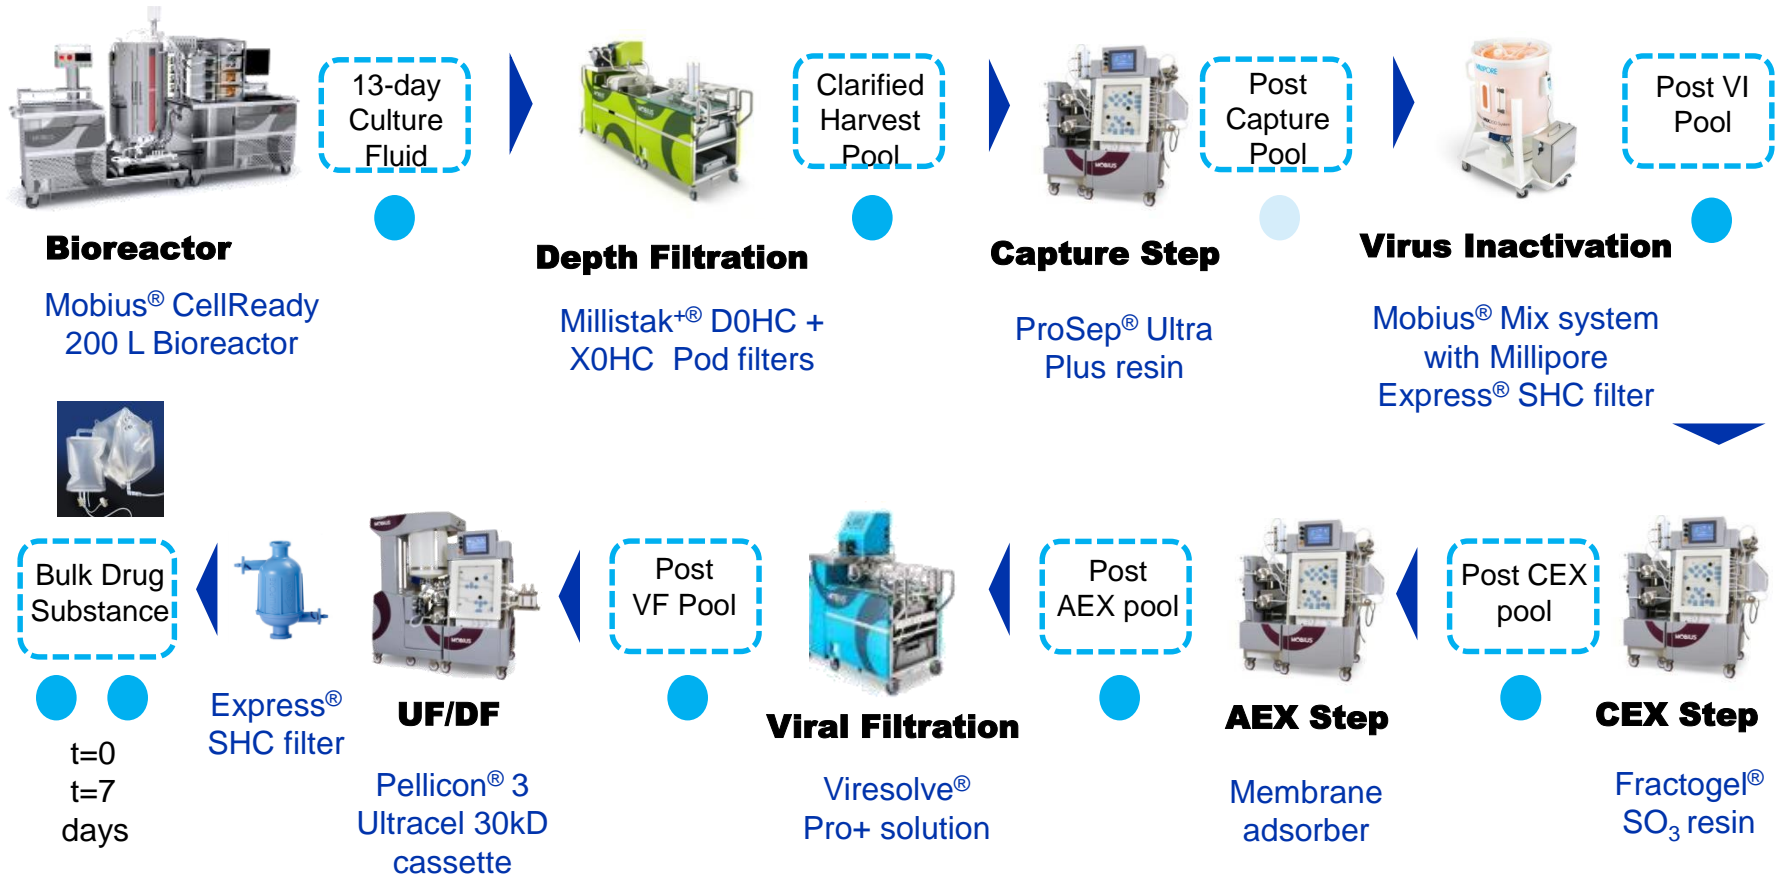 13-day
Culture
Fluid
Clarified
Harvest
Pool
Post
Capture
Pool
Post VI
Pool
Bioreactor
Depth Filtration
Capture Step
Virus Inactivation
Mobius® CellReady
200 L Bioreactor
Millistak+® D0HC +
X0HC Pod filters
ProSep® Ultra
Plus resin
Mobius® Mix system
with Millipore
Express® SHC filter
Bulk Drug
Substance
Post
VF Pool
Post
AEX pool
Post CEX
pool
t=0
t=7
days
Express®
SHC filter
UF/DF
Viral Filtration
AEX Step
CEX Step
Pellicon® 3
Ultracel 30kD
cassette
Viresolve®
Pro+ solution
Membrane
adsorber
Fractogel®
SO₃ resin
MOBIUS
MOBIUS
MOBIUS
MOBIUS